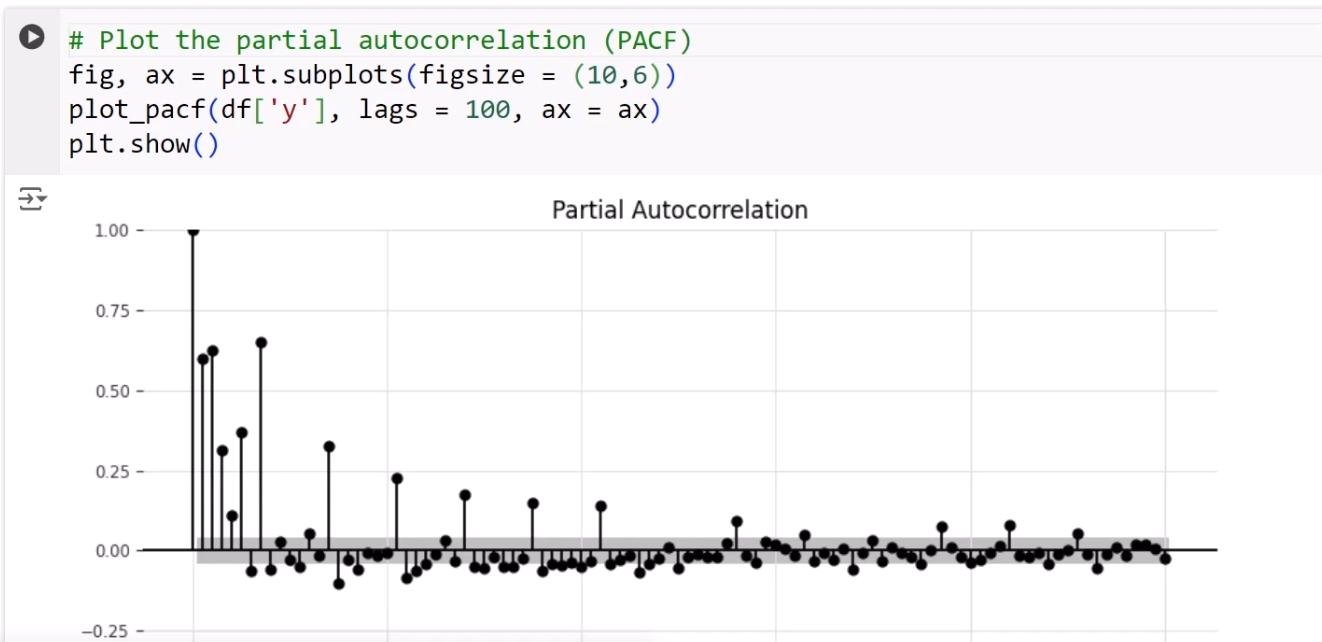 # Plot the partial autocorrelation (PACF)
fig, ax = plt.subplots(figsize = (10,6))
plot_pacf(df['y'], lags = 100, ax = ax)
plt.show()
Partial Autocorrelation
1.00
0.75
0.50
0.25
0.00
−0.25